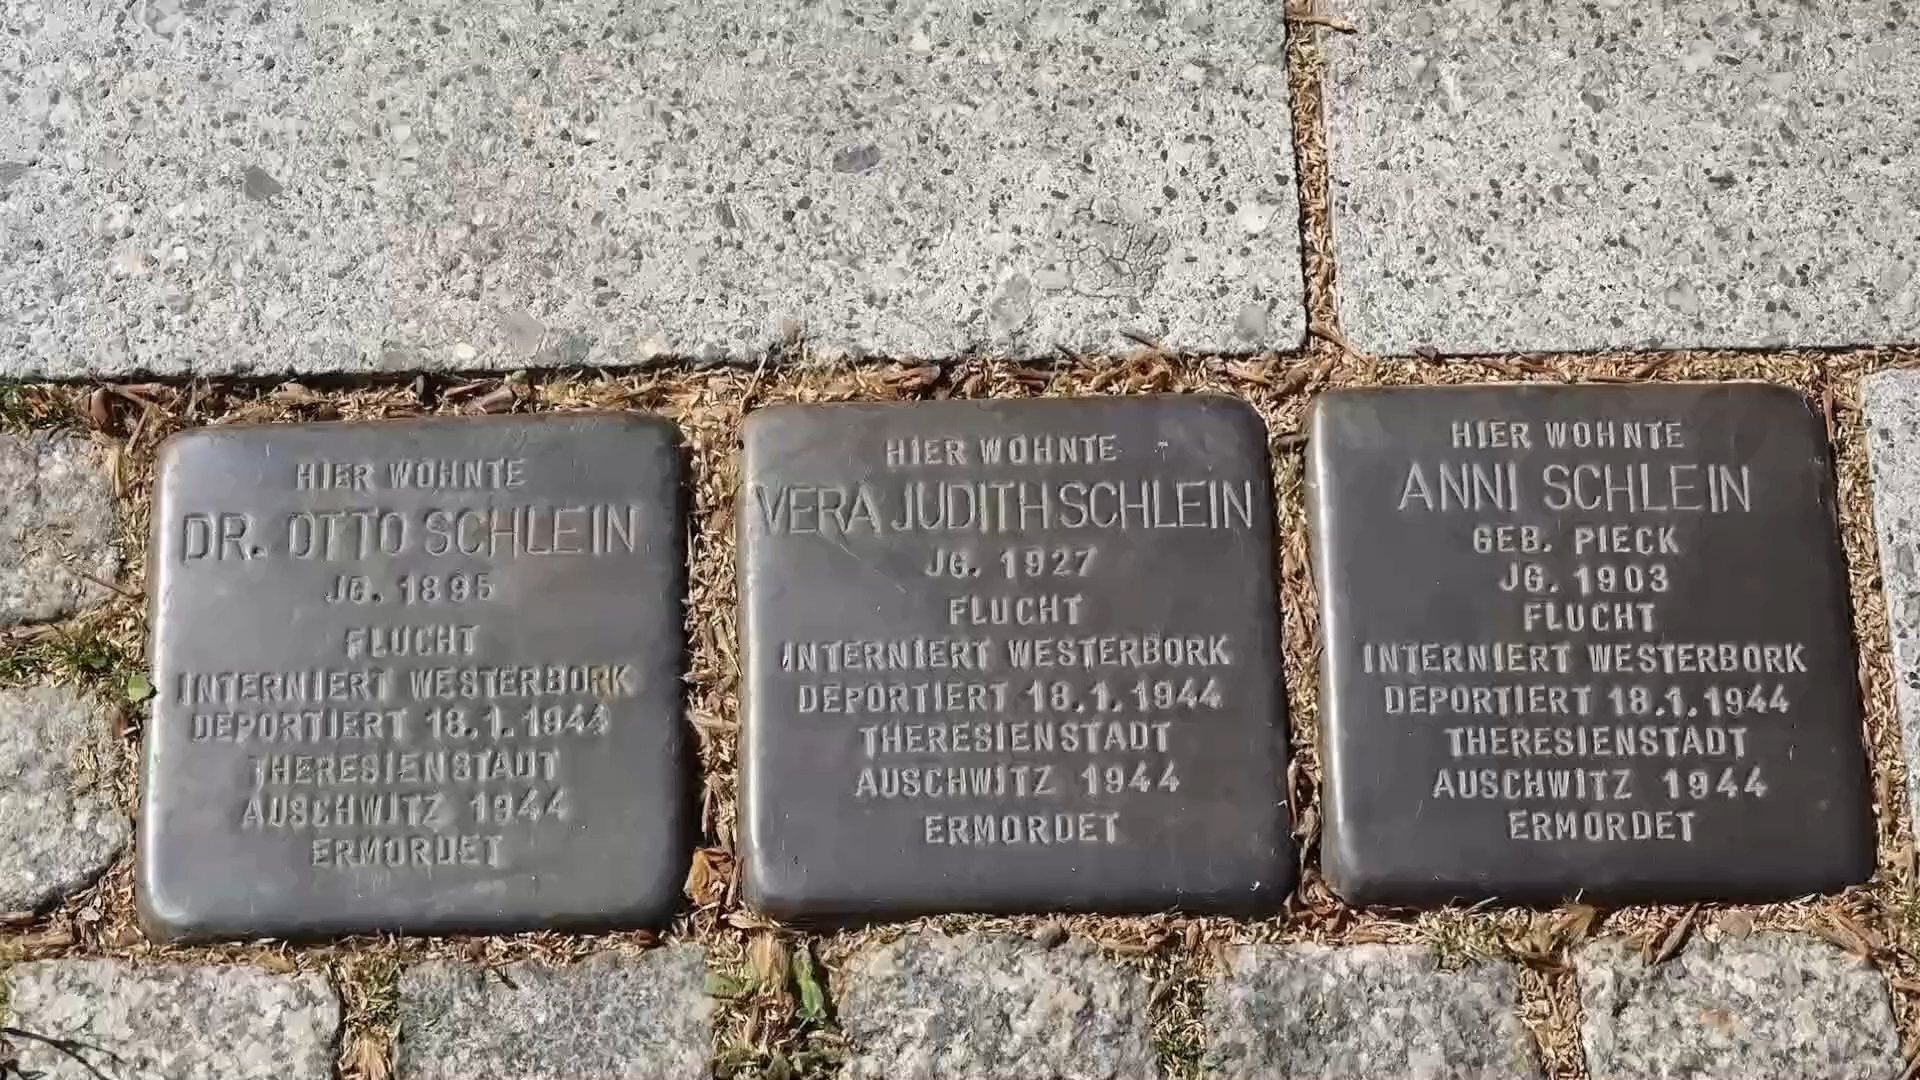 HIER WOHNTE
DR. OTTO SCHLEIN
JG. 1895
FLUCHT
INTERNIERT WESTERBORK
DEPORTIERT 18.1.1944
THERESIENSTADT
AUSCHWITZ 1944
ERMORDET
HIER WOHNTE
VERA JUDITH SCHLEIN
JG. 1927
FLUCHT
INTERNIERT WESTERBORK
DEPORTIERT 18.1.1944
THERESIENSTADT
AUSCHWITZ 1944
ERMORDET
HIER WOHNTE
ANNI SCHLEIN
GEB. PIECK
JG. 1903
FLUCHT
INTERNIERT WESTERBORK
DEPORTIERT 18.1.1944
THERESIENSTADT
AUSCHWITZ 1944
ERMORDET